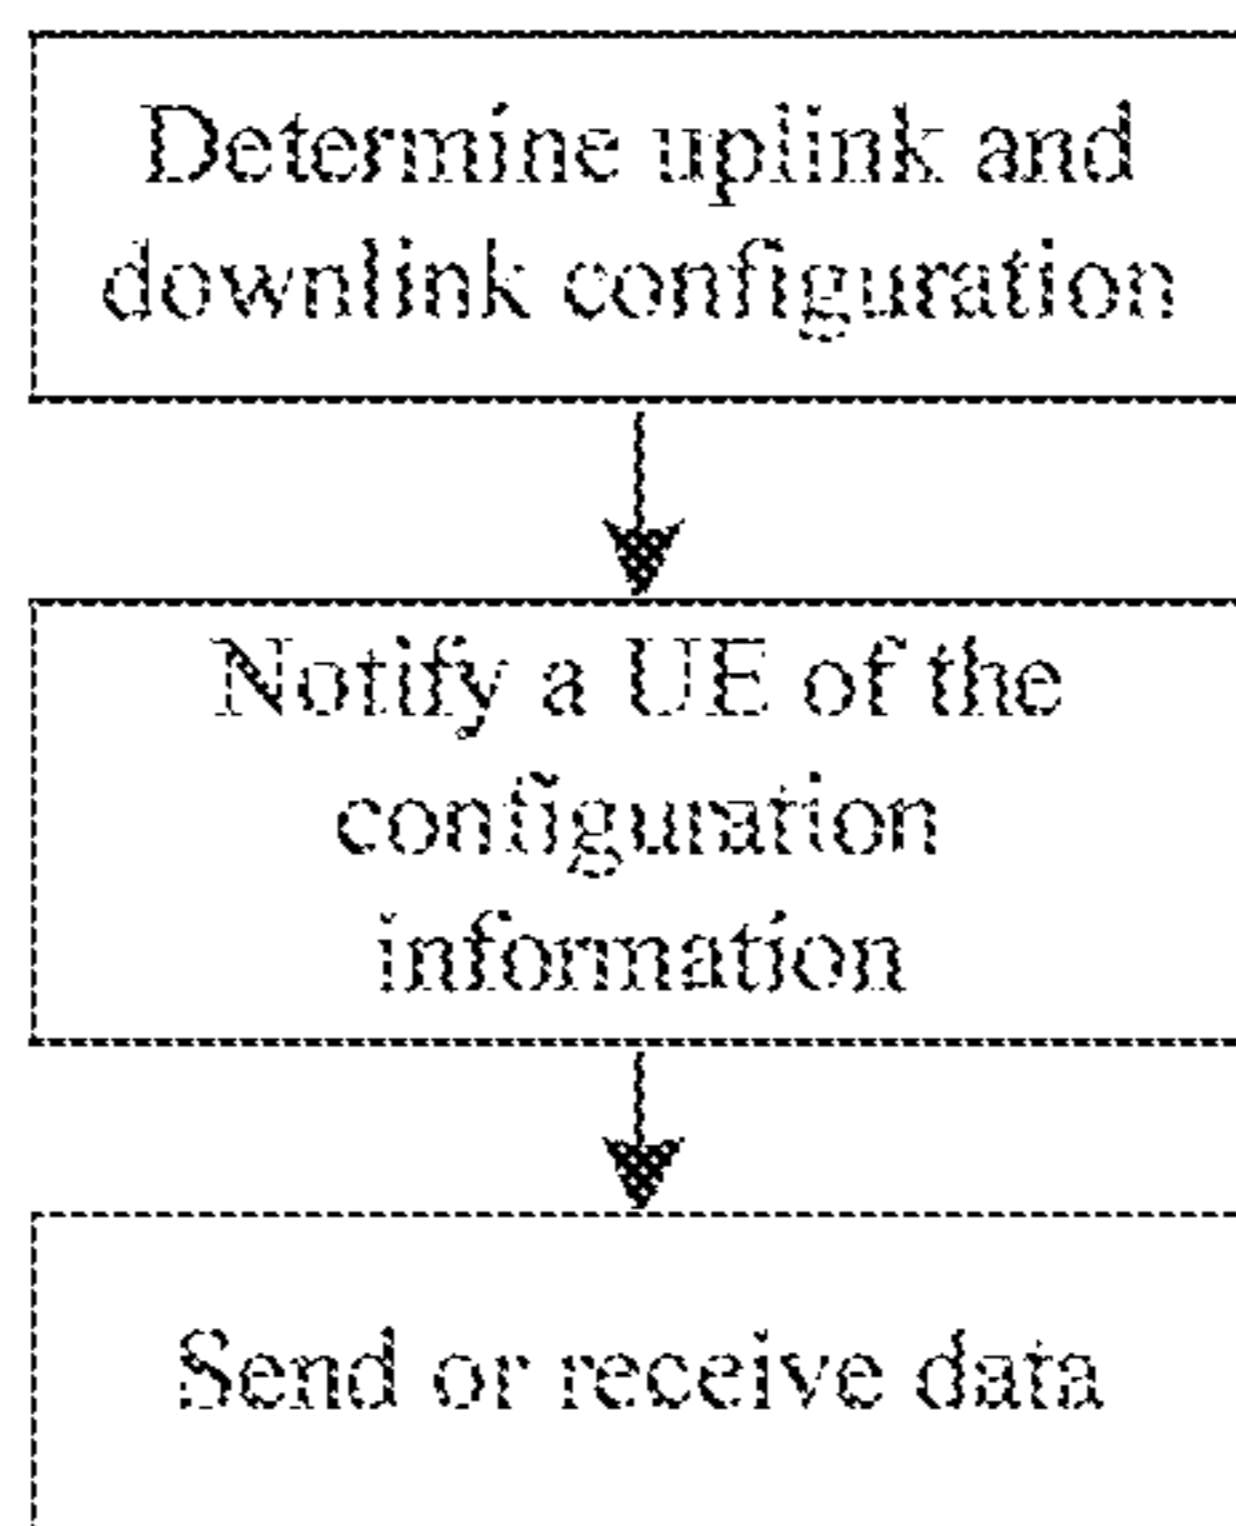 Determine uplink and
downlink configuration
Notify a UE of the
configuration
information
Send or receive data